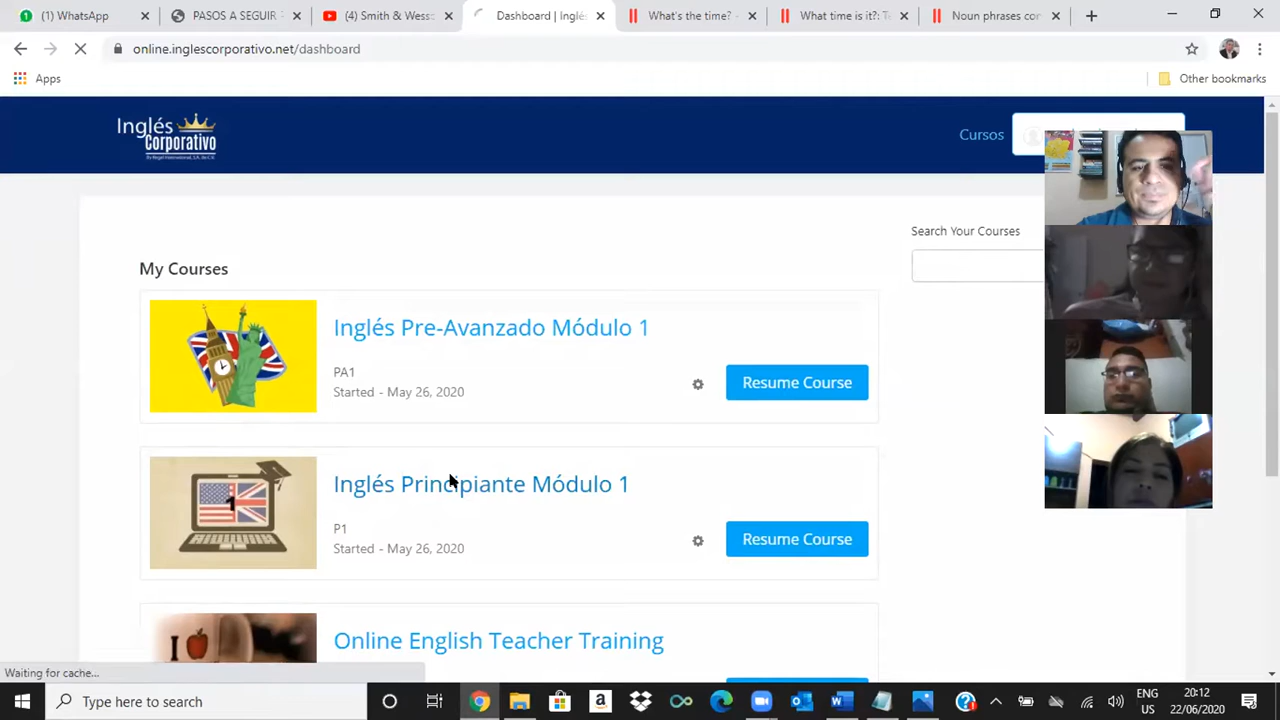 (1) WhatsApp
PASOS A SEGUIR
(4) Smith & Wess
Dashboard | Inglé
What's the time?
What time is it?: T
Noun phrases co
online.inglescorporativo.net/dashboard
Apps
Other bookmarks
Inglés
Corporativo
Cursos
Search Your Courses
My Courses
Inglés Pre-Avanzado Módulo 1
PA1
Started - May 26, 2020
Resume Course
Inglés Principiante Módulo 1
P1
Started - May 26, 2020
Resume Course
1
I
Online English Teacher Training
Waiting for cache...
Type here to search
ENG
US
20:12
22/06/2020